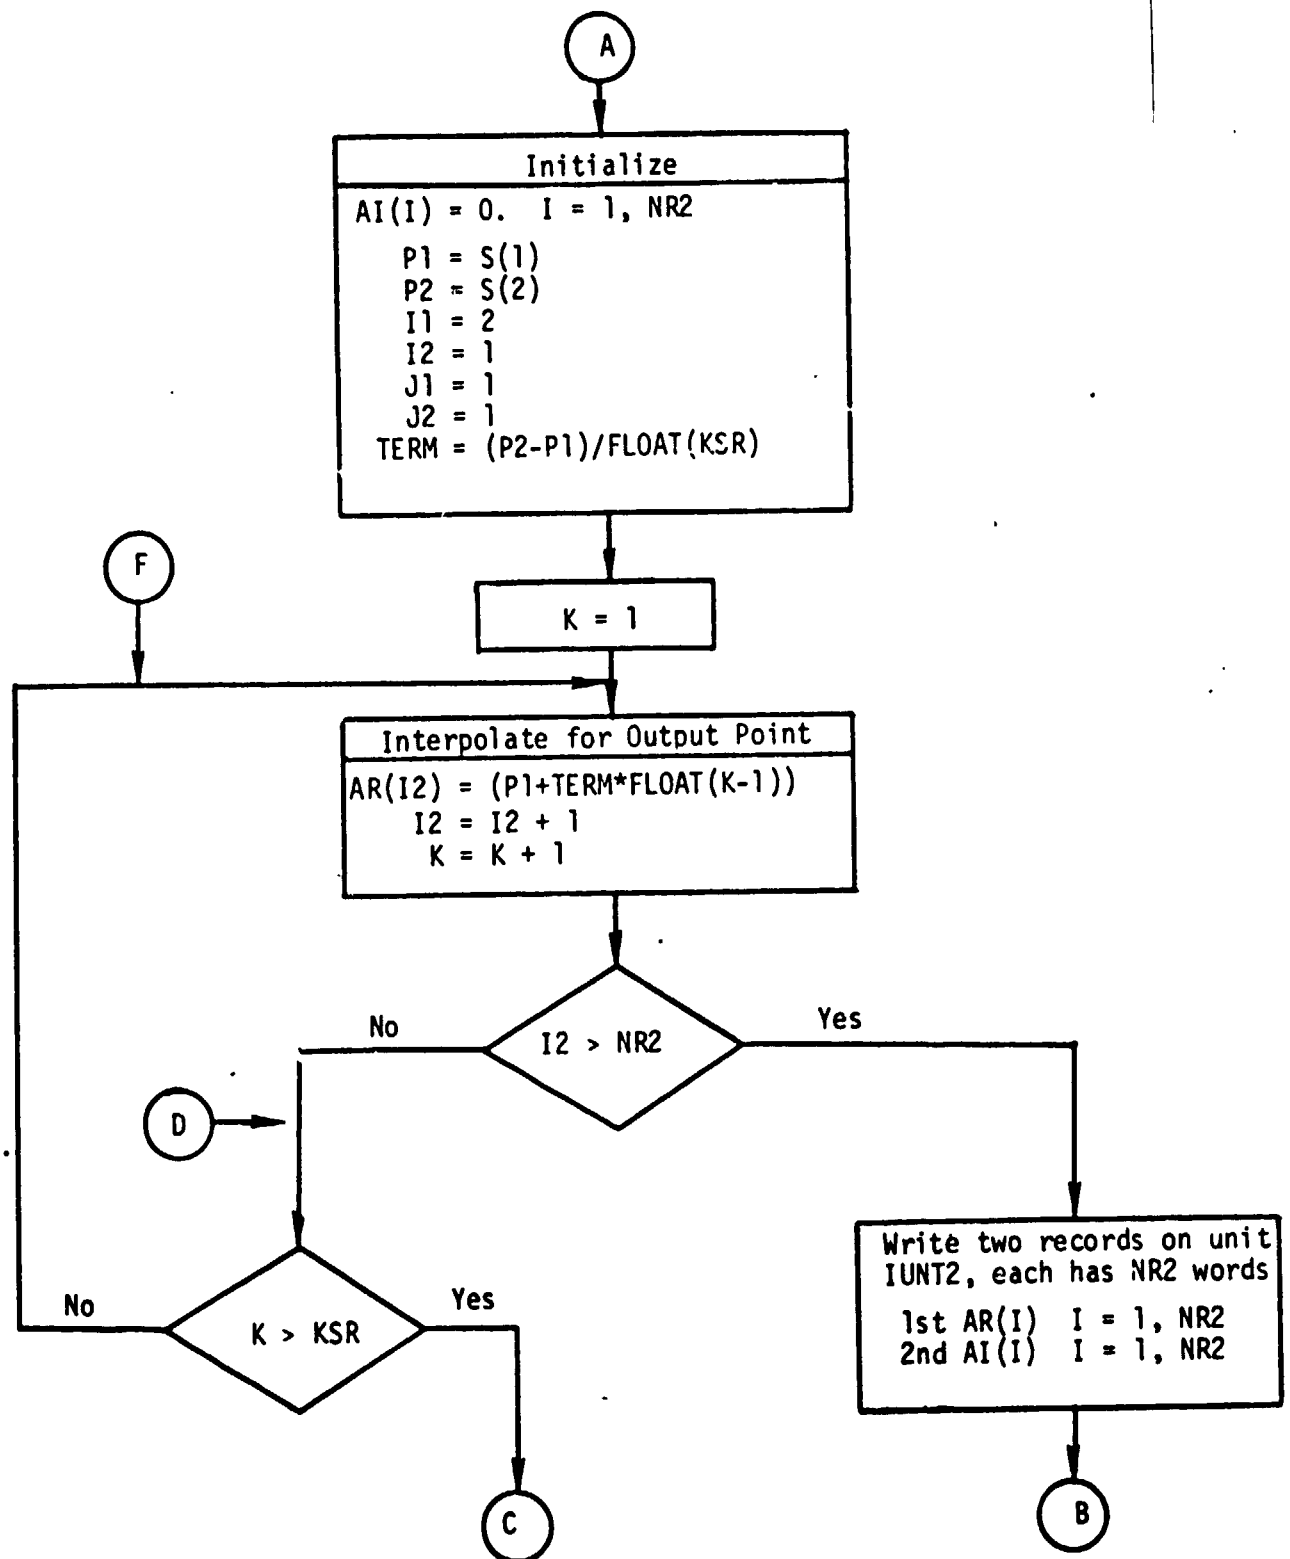 A
Initialize
AI(I) = 0. I = 1, NR2
P1 = S(1)
P2 = S(2)
I1 = 2
I2 = 1
J1 = 1
J2 = 1
TERM = (P2-P1)/FLOAT(KSR)
F
K = 1
Interpolate for Output Point
AR(I2) = (P1+TERM*FLOAT(K-1))
I2 = I2 + 1
K = K + 1
I2 > NR2
No
Yes
D
K > KSR
No
Yes
Write two records on unit
IUNT2, each has NR2 words
1st AR(I) I = 1, NR2
2nd AI(I) I = 1, NR2
C
B